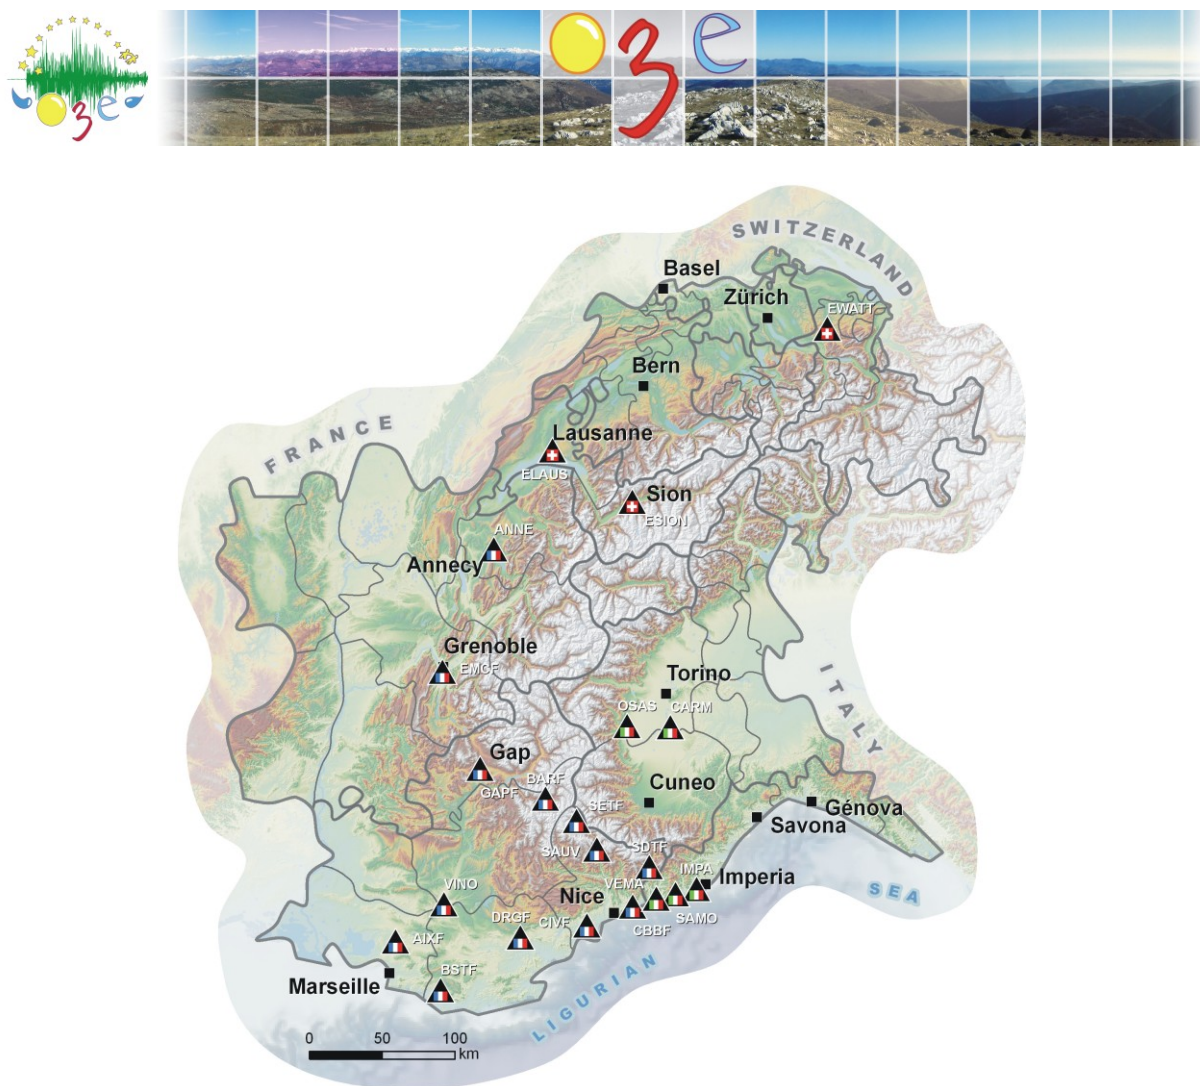 O3e
O3e
SWITZERLAND
Basel
Zürich
EWATT
Bern
FRANCE
Lausanne
ELAUS
Sion
ESION
ANNE
Annecy
Grenoble
EMCF
Torino
OSAS CARM
ITALY
Gap
GAPF
BARF
Cuneo
SETF
Génova
Savona
SAUV
SDTF
IMPA
Imperia
VEMA
SAMO
CBBF
Nice
SEA
VINO
DRGF
CIVF
AIXF
BSTF
Marseille
LIGURIAN
0 50 100
km